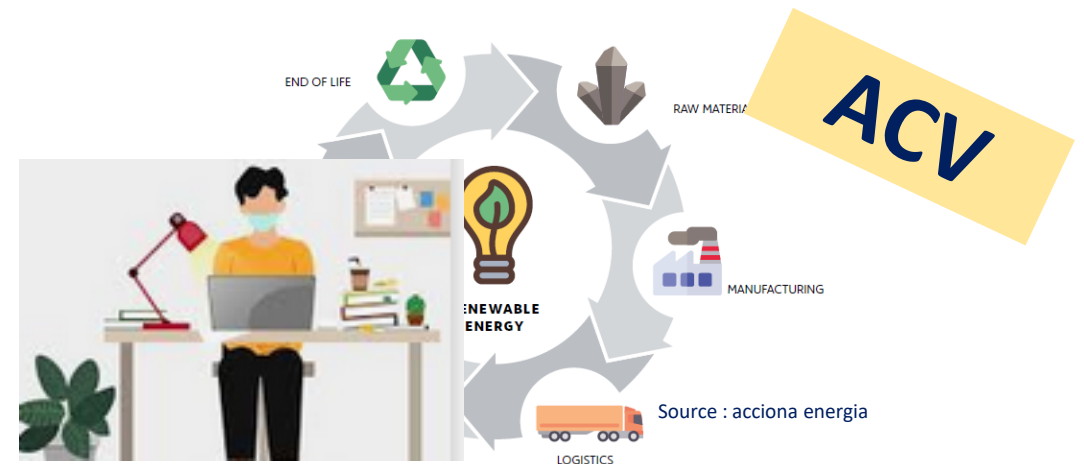 END OF LIFE
RAW MATERIA
ACV
MANUFACTURING
ENEWABLE
ENERGY
Source : acciona energia
LOGISTICS